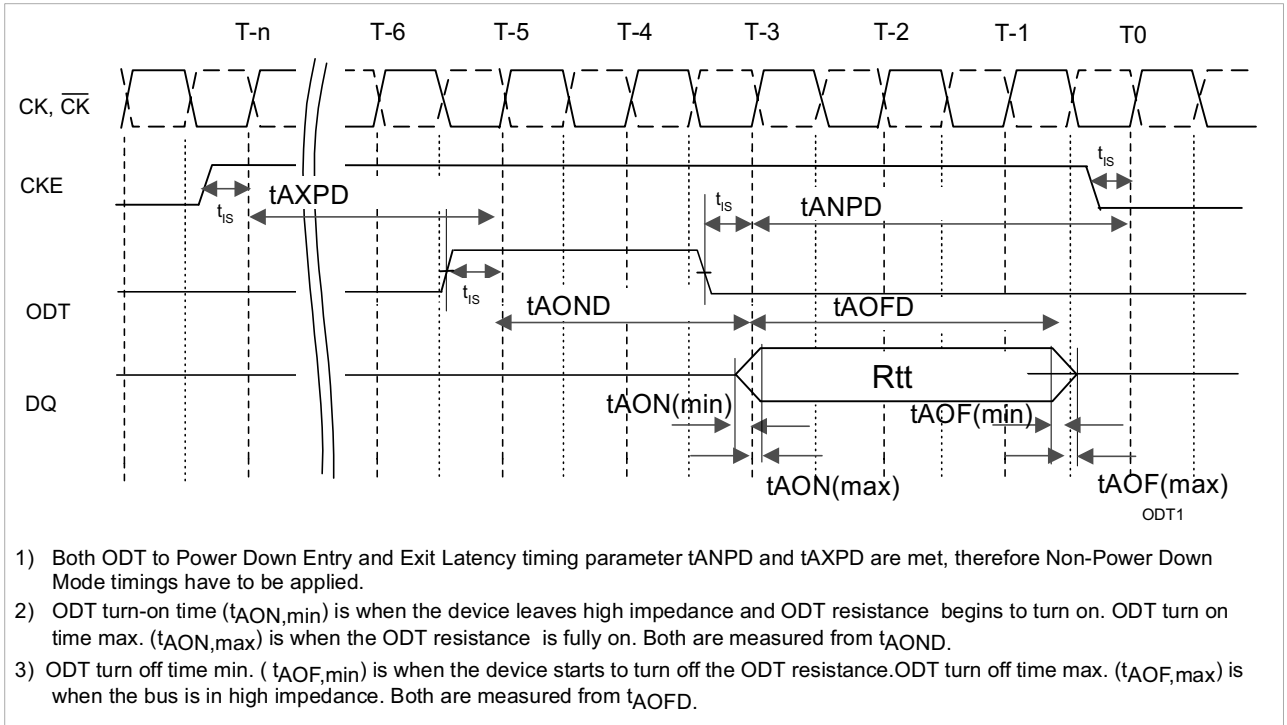 T-n T-6 T-5 T-4 T-3 T-2 T-1 T0
CK, C̅K̅
CKE
tIS
tAXPD
tIS
tANPD
tIS
tIS
ODT
tAOND
tAOFD
Rtt
DQ
tAON(min)
tAOF(min)
tAON(max)
tAOF(max)
ODT1
1) Both ODT to Power Down Entry and Exit Latency timing parameter tANPD and tAXPD are met, therefore Non-Power Down
Mode timings have to be applied.
2) ODT turn-on time (tAON,min) is when the device leaves high impedance and ODT resistance begins to turn on. ODT turn on
time max. (tAON,max) is when the ODT resistance is fully on. Both are measured from tAOND.
3) ODT turn off time min. ( tAOF,min) is when the device starts to turn off the ODT resistance.ODT turn off time max. (tAOF,max) is
when the bus is in high impedance. Both are measured from tAOFD.